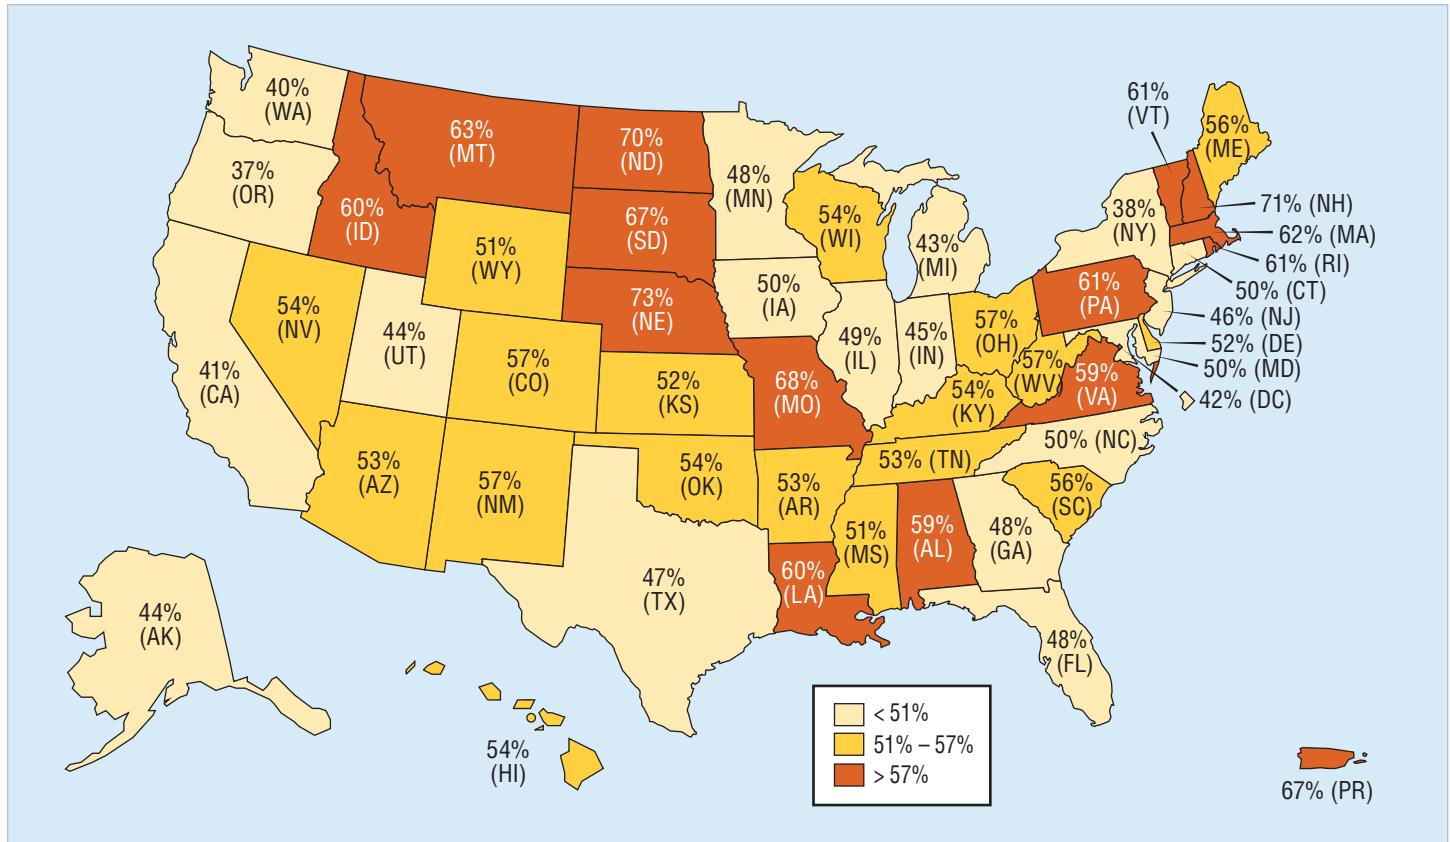 40%
(WA)
37%
(OR)
41%
(CA)
54%
(NV)
60%
(ID)
63%
(MT)
51%
(WY)
44%
(UT)
57%
(CO)
53%
(AZ)
57%
(NM)
70%
(ND)
67%
(SD)
73%
(NE)
52%
(KS)
54%
(OK)
47%
(TX)
48%
(MN)
50%
(IA)
68%
(MO)
53%
(AR)
60%
(LA)
54%
(WI)
49%
(IL)
43%
(MI)
45%
(IN)
57%
(OH)
57%
(WV)
54%
(KY)
53% (TN)
51%
(MS)
59%
(AL)
48%
(GA)
48%
(FL)
56%
(SC)
50% (NC)
59%
(VA)
61%
(PA)
38%
(NY)
61%
(VT)
56%
(ME)
71% (NH)
62% (MA)
61% (RI)
50% (CT)
46% (NJ)
52% (DE)
50% (MD)
42% (DC)
44%
(AK)
54%
(HI)
< 51%
51% – 57%
> 57%
67% (PR)